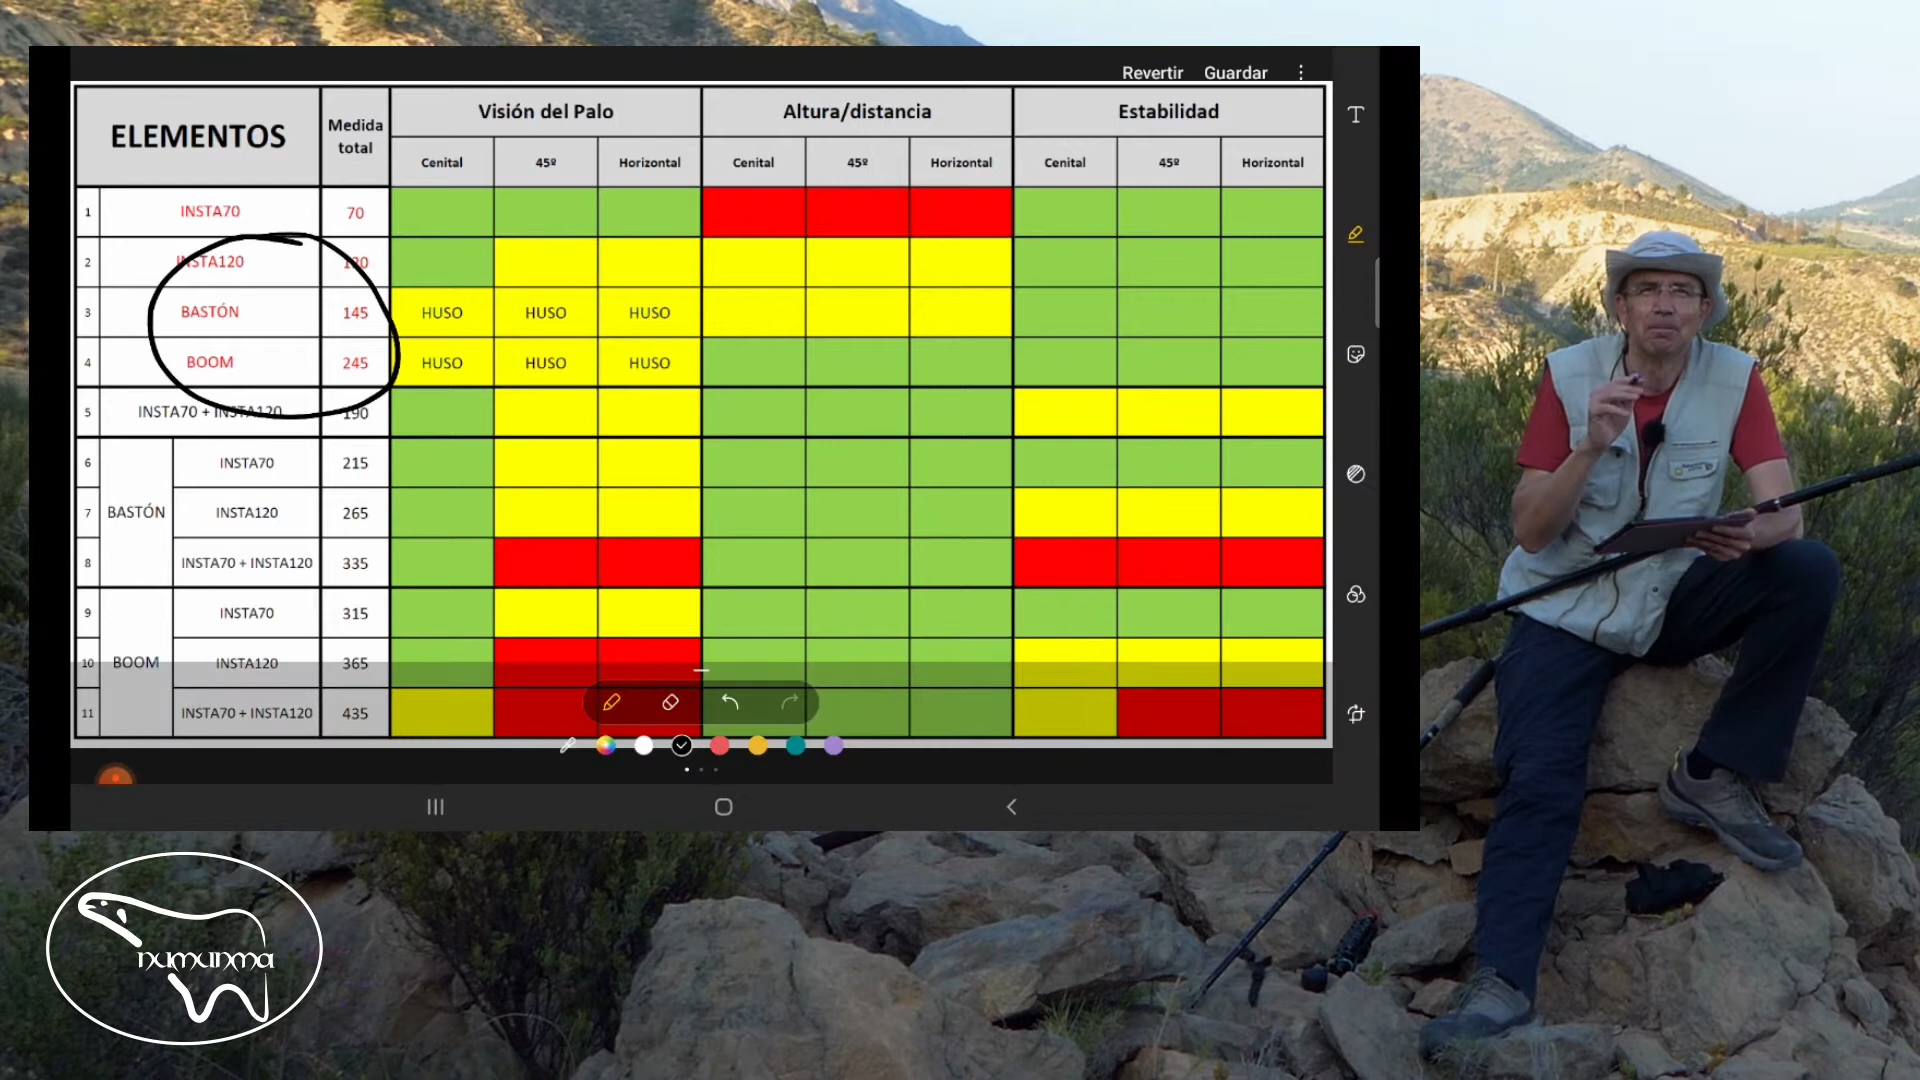 Revertir Guardar
ELEMENTOS Medida total Visión del Palo Altura/distancia Estabilidad
Cenital 45º Horizontal Cenital 45º Horizontal Cenital 45º Horizontal
1 INSTA70 70
2 INSTA120 120
3 BASTÓN 145 HUSO HUSO HUSO
4 BOOM 245 HUSO HUSO HUSO
5 INSTA70 + INSTA120 190
6 INSTA70 215
7 BASTÓN INSTA120 265
8 INSTA70 + INSTA120 335
9 INSTA70 315
10 BOOM INSTA120 365
11 INSTA70 + INSTA120 435
T
numunma